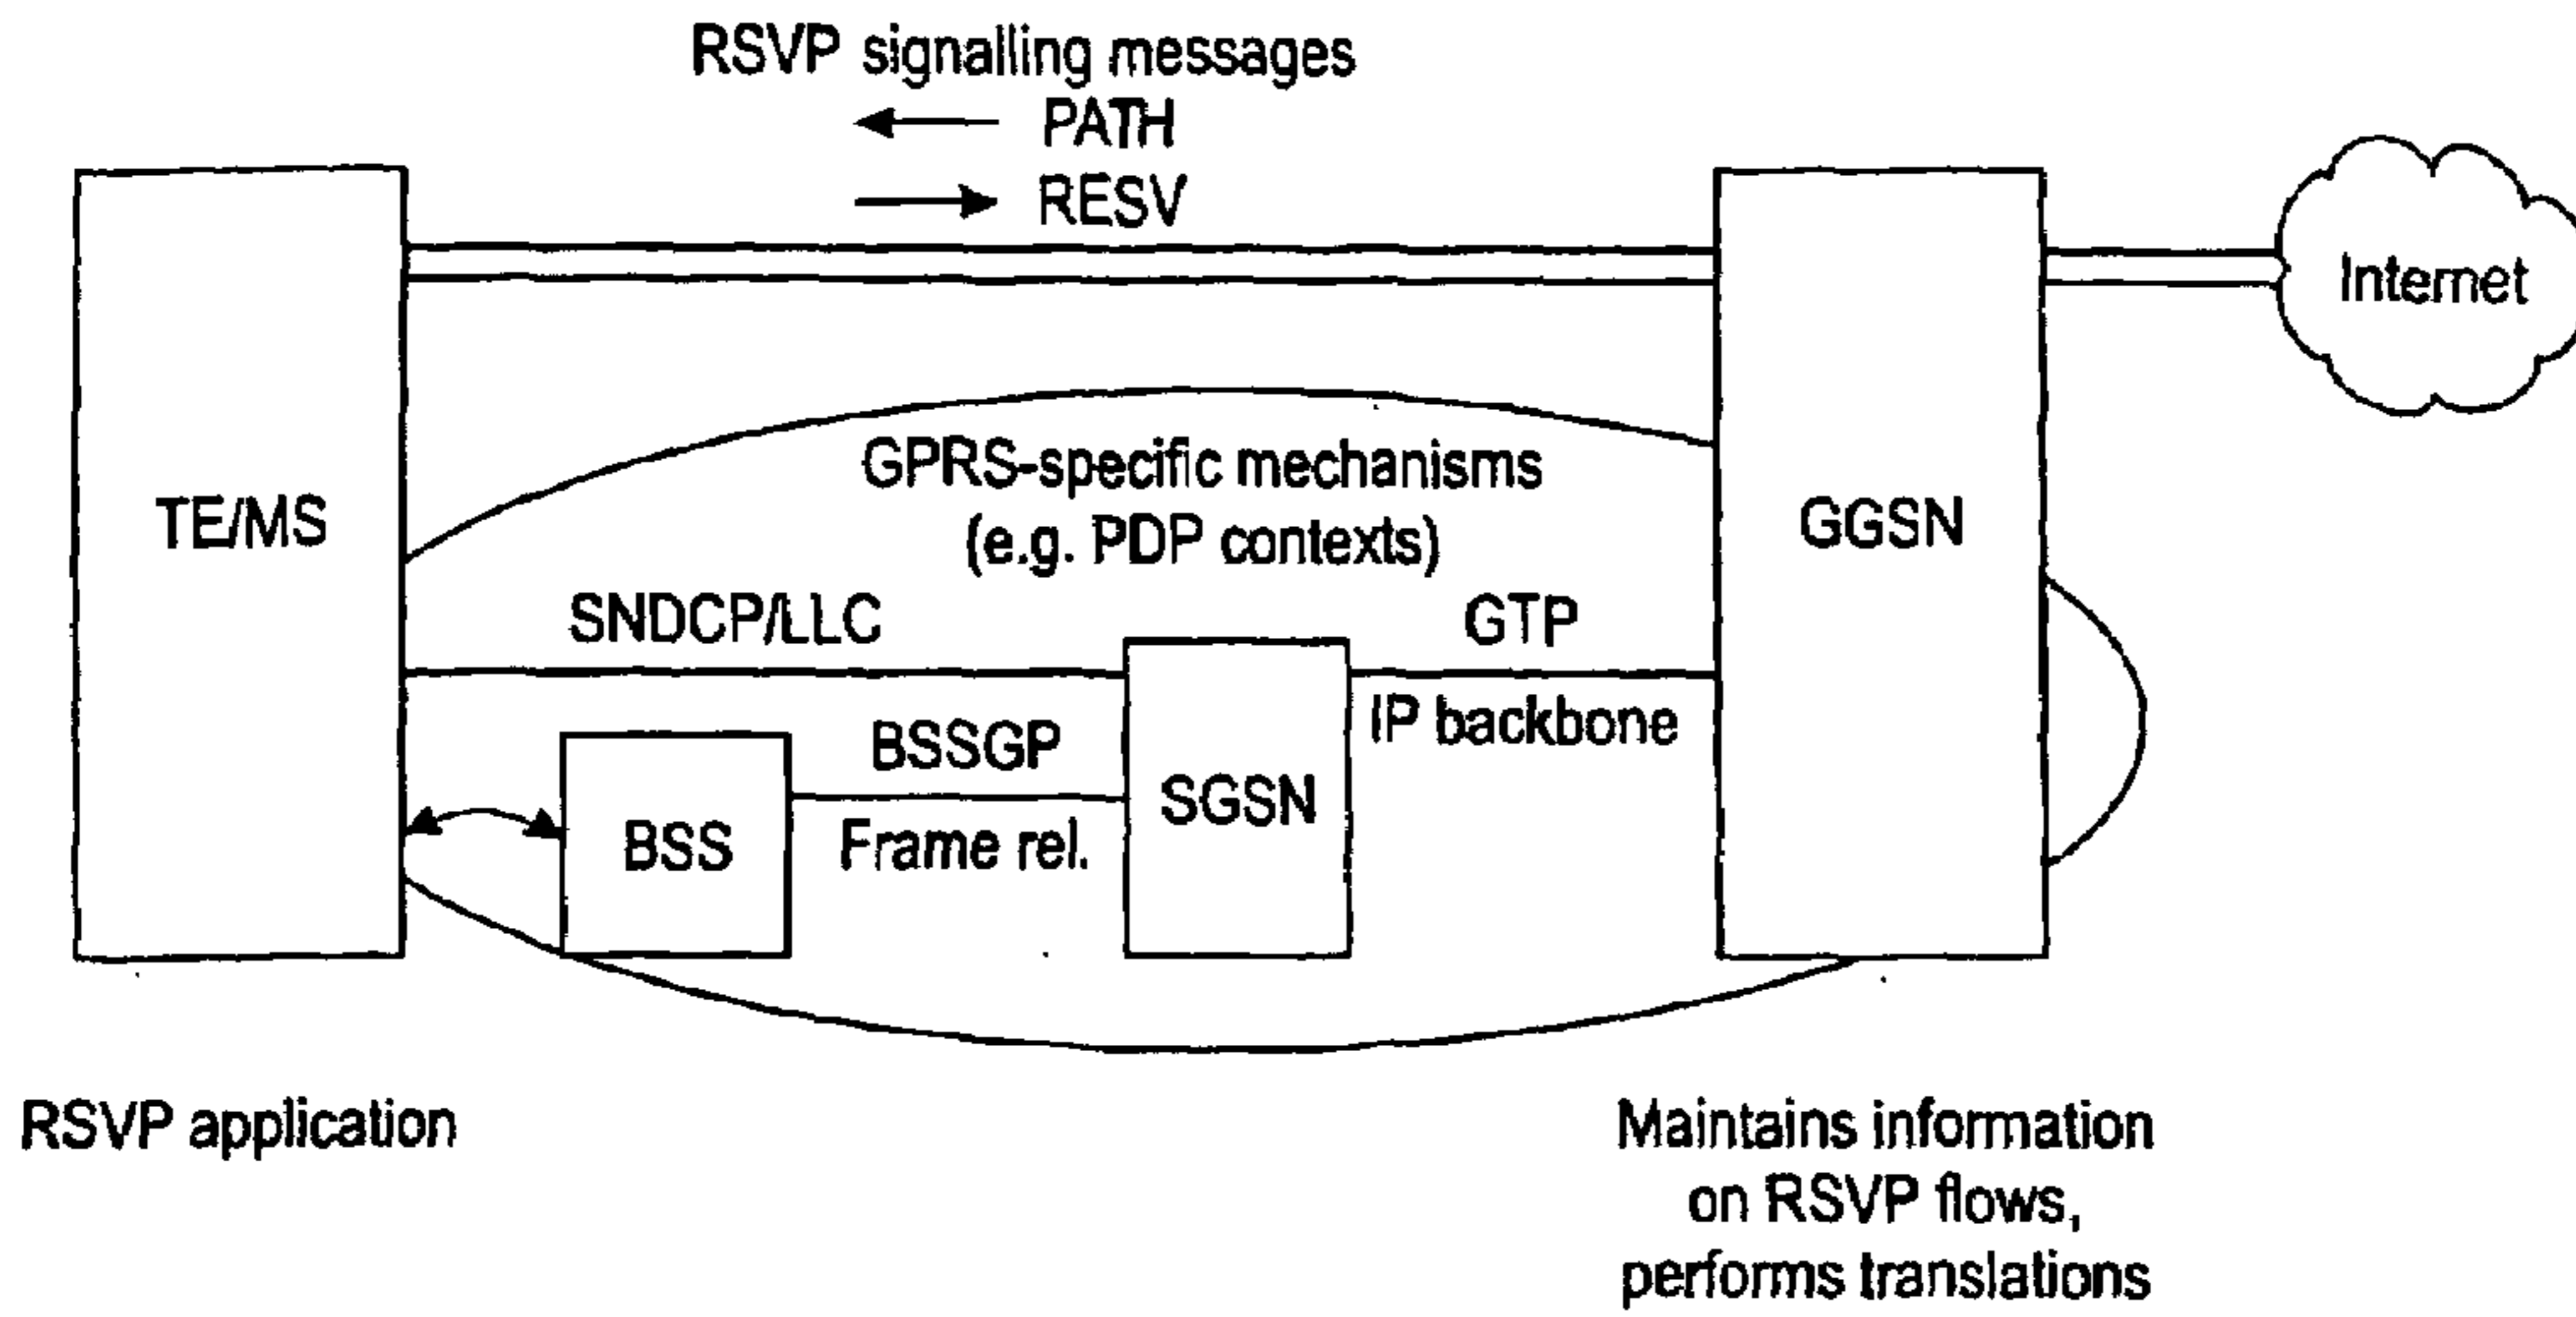 RSVP signalling messages
PATH
RESV
Internet
TE/MS
GPRS-specific mechanisms
(e.g. PDP contexts)
GGSN
SNDCP/LLC
GTP
IP backbone
BSSGP
SGSN
BSS
Frame rel.
RSVP application
Maintains information
on RSVP flows,
performs translations